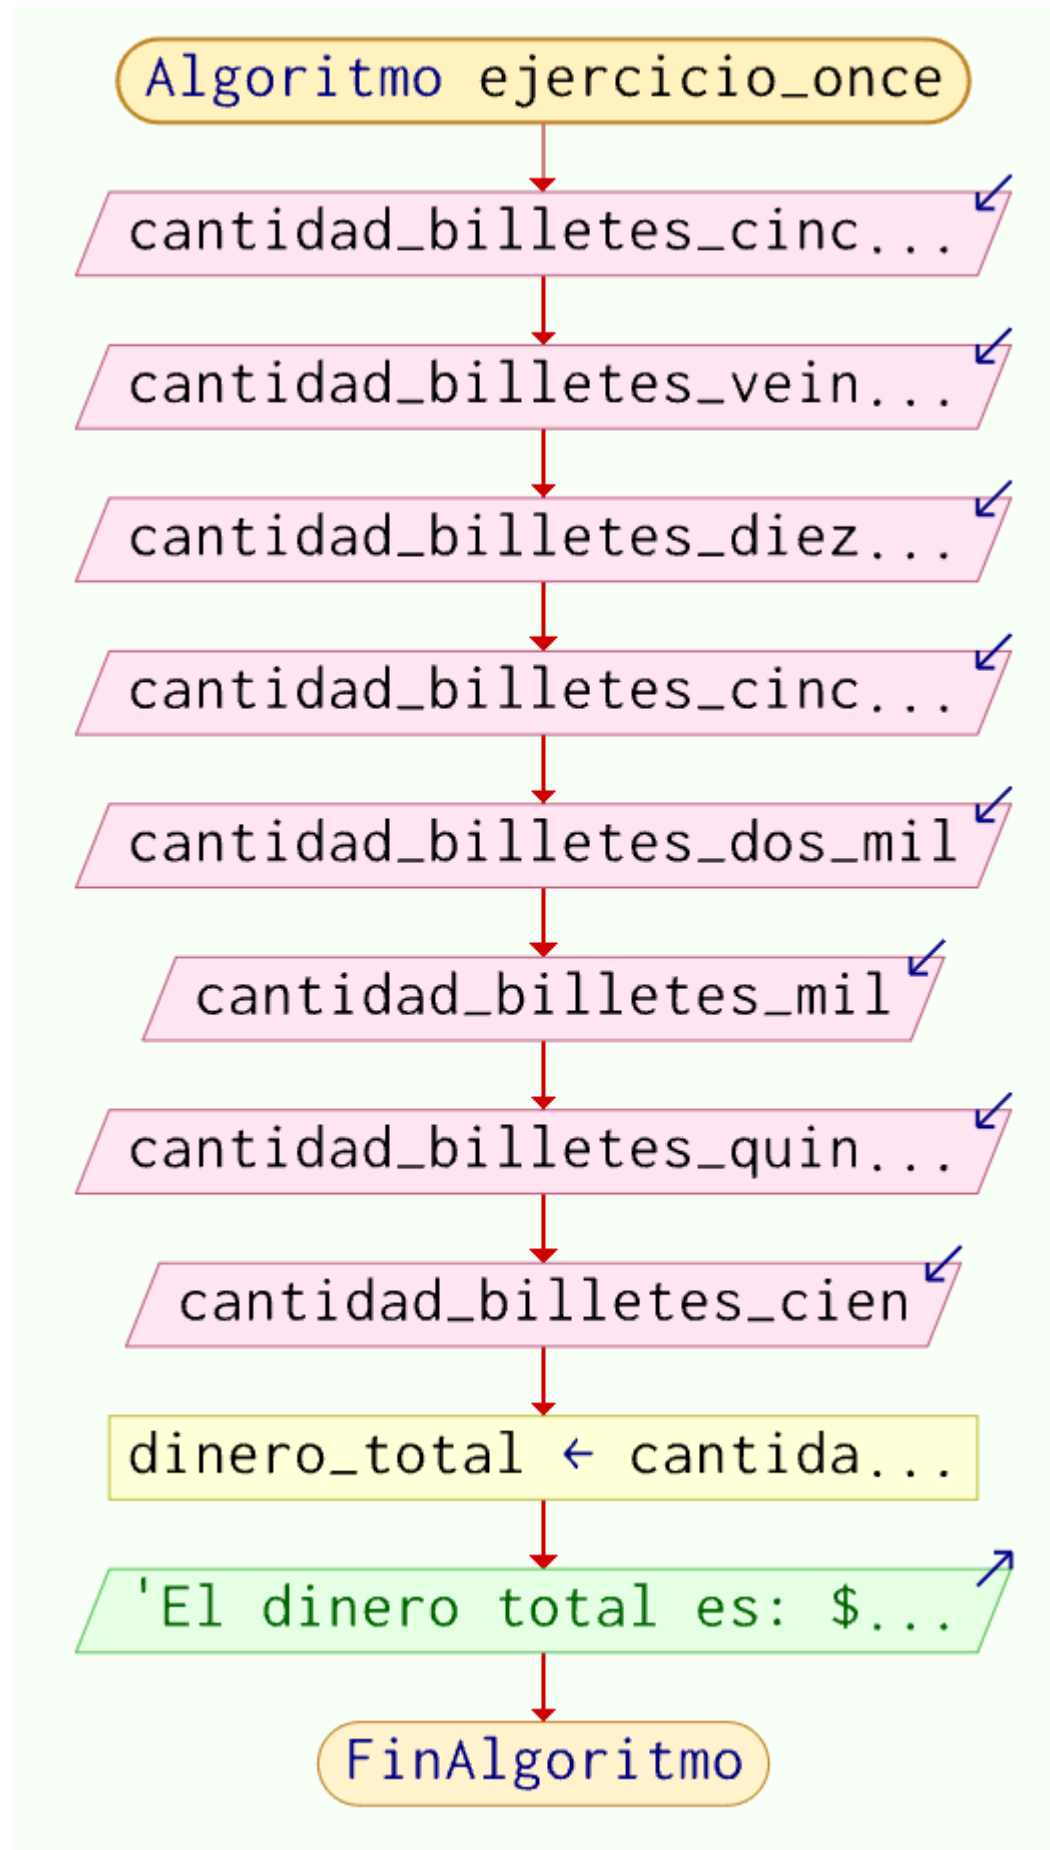 Algoritmo ejercicio_once
cantidad_billetes_cinc...
cantidad_billetes_vein...
cantidad_billetes_diez...
cantidad_billetes_cinc...
cantidad_billetes_dos_mil
cantidad_billetes_mil
cantidad_billetes_quin...
cantidad_billetes_cien
dinero_total ← cantida...
'El dinero total es: $...
FinAlgoritmo